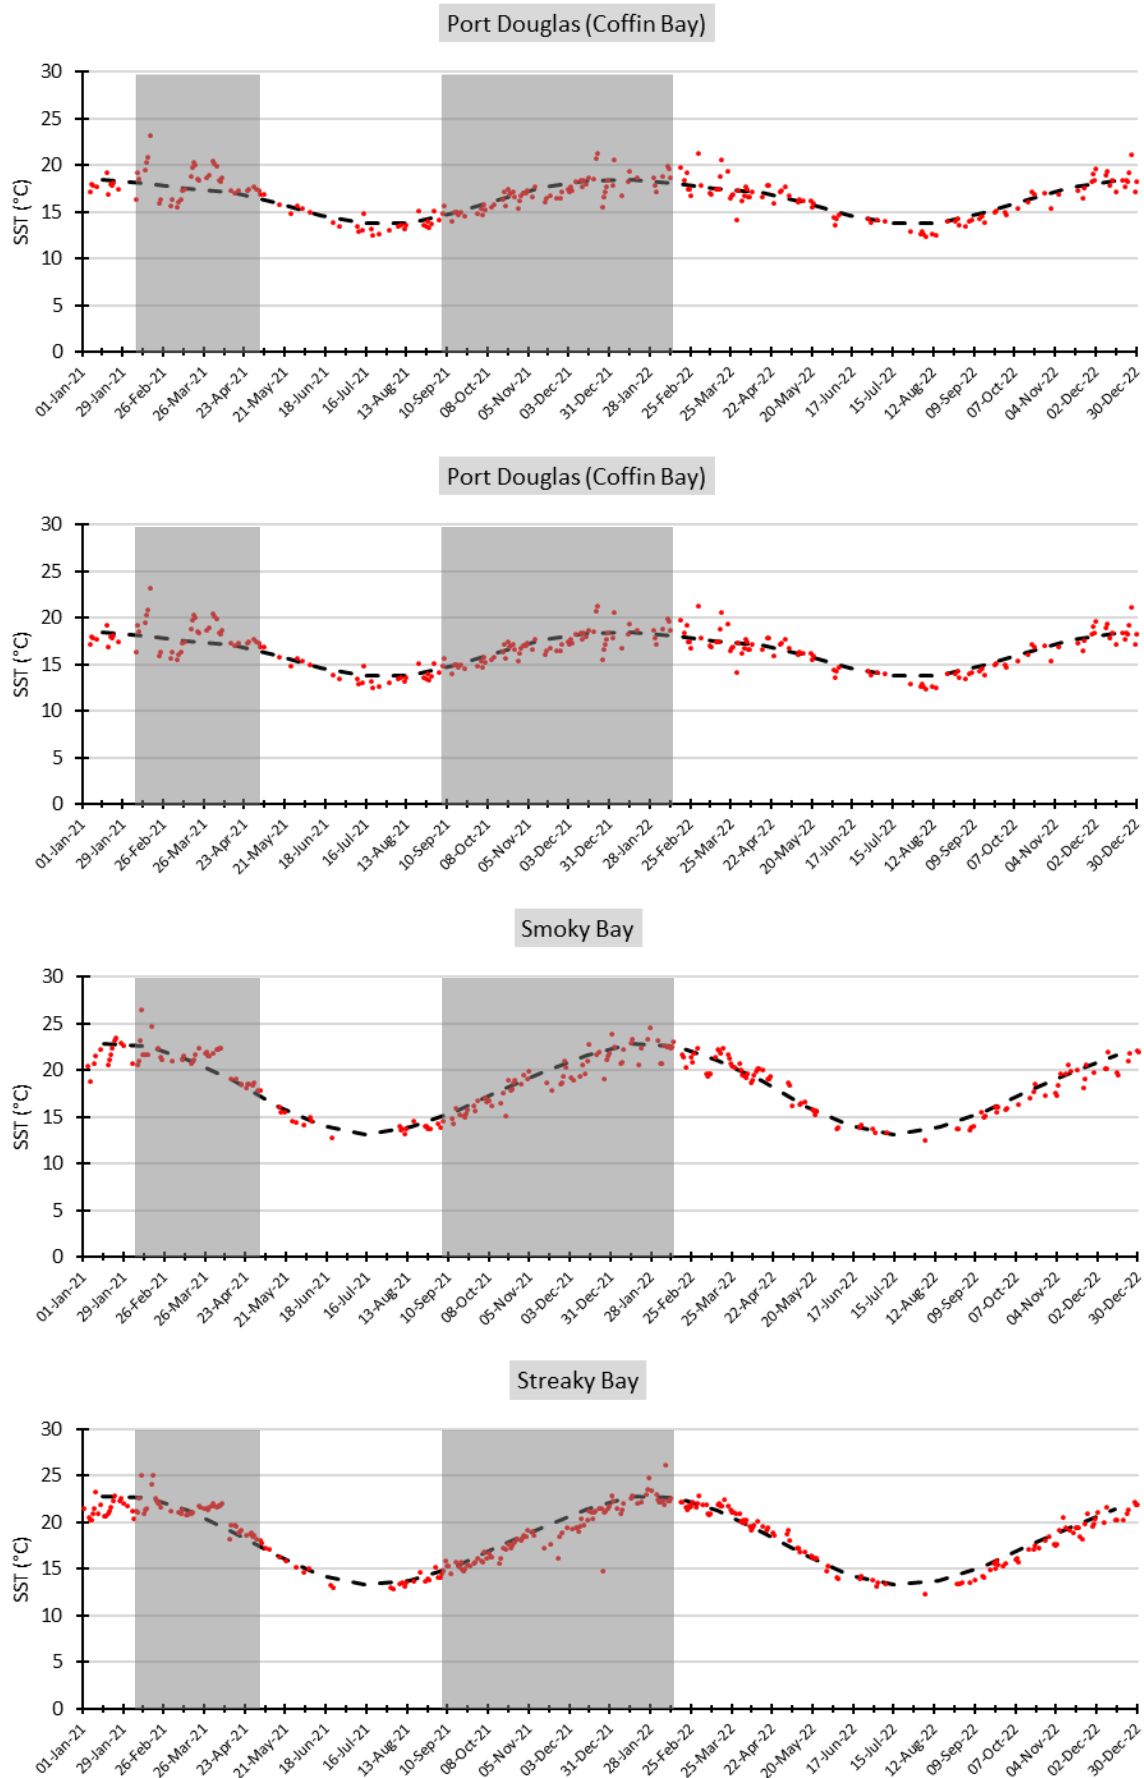 Port Douglas (Coffin Bay)
30
25
20
15
10
5
0
SST (°C)
01-Jan-21
29-Jan-21
26-Feb-21
26-Mar-21
23-Apr-21
21-May-21
18-Jun-21
16-Jul-21
13-Aug-21
10-Sep-21
08-Oct-21
05-Nov-21
03-Dec-21
31-Dec-21
28-Jan-22
25-Feb-22
25-Mar-22
22-Apr-22
20-May-22
17-Jun-22
15-Jul-22
12-Aug-22
09-Sep-22
07-Oct-22
04-Nov-22
02-Dec-22
30-Dec-22
Port Douglas (Coffin Bay)
30
25
20
15
10
5
0
SST (°C)
01-Jan-21
29-Jan-21
26-Feb-21
26-Mar-21
23-Apr-21
21-May-21
18-Jun-21
16-Jul-21
13-Aug-21
10-Sep-21
08-Oct-21
05-Nov-21
03-Dec-21
31-Dec-21
28-Jan-22
25-Feb-22
25-Mar-22
22-Apr-22
20-May-22
17-Jun-22
15-Jul-22
12-Aug-22
09-Sep-22
07-Oct-22
04-Nov-22
02-Dec-22
30-Dec-22
Smoky Bay
30
25
20
15
10
5
0
SST (°C)
01-Jan-21
29-Jan-21
26-Feb-21
26-Mar-21
23-Apr-21
21-May-21
18-Jun-21
16-Jul-21
13-Aug-21
10-Sep-21
08-Oct-21
05-Nov-21
03-Dec-21
31-Dec-21
28-Jan-22
25-Feb-22
25-Mar-22
22-Apr-22
20-May-22
17-Jun-22
15-Jul-22
12-Aug-22
09-Sep-22
07-Oct-22
04-Nov-22
02-Dec-22
30-Dec-22
Streaky Bay
30
25
20
15
10
5
0
SST (°C)
01-Jan-21
29-Jan-21
26-Feb-21
26-Mar-21
23-Apr-21
21-May-21
18-Jun-21
16-Jul-21
13-Aug-21
10-Sep-21
08-Oct-21
05-Nov-21
03-Dec-21
31-Dec-21
28-Jan-22
25-Feb-22
25-Mar-22
22-Apr-22
20-May-22
17-Jun-22
15-Jul-22
12-Aug-22
09-Sep-22
07-Oct-22
04-Nov-22
02-Dec-22
30-Dec-22